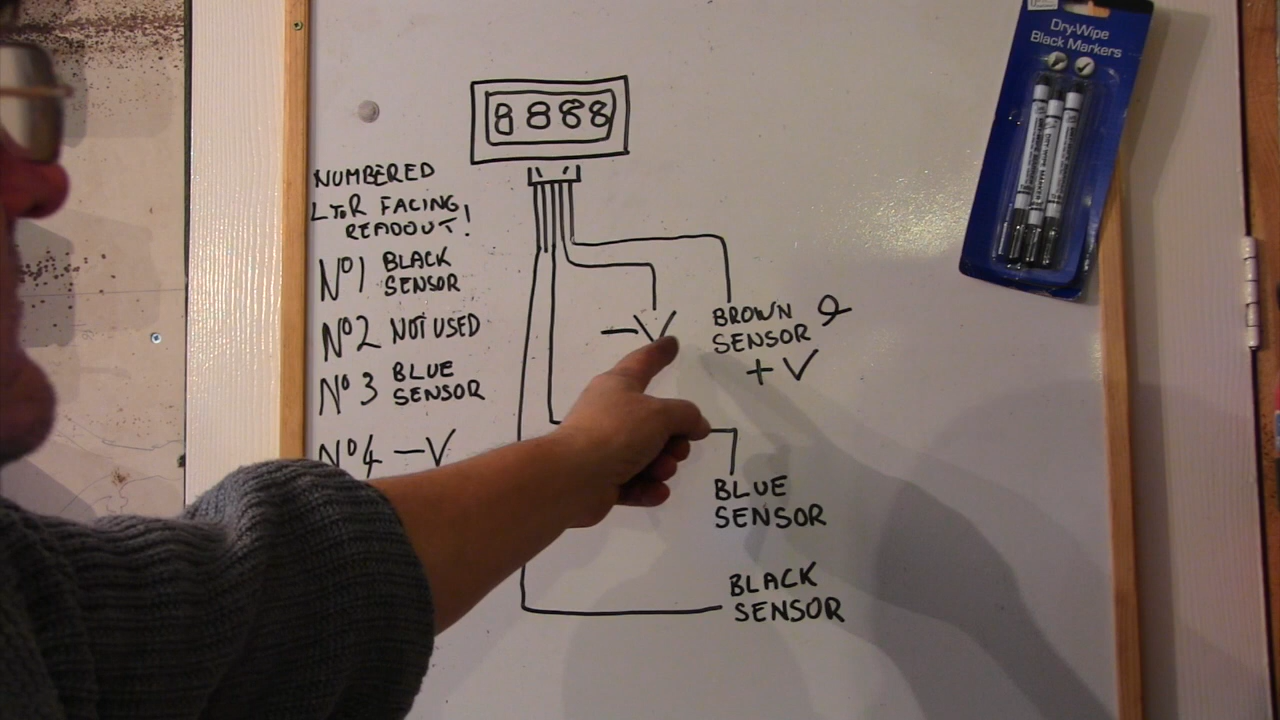 Dry-Wipe
Black Markers
8888
NUMBERED
L To R FACING
READOUT!
Nº1 BLACK
SENSOR
Nº2 NOT USED
Nº3 BLUE
SENSOR
Nº4 -V
-V
BROWN &
SENSOR
+V
BLUE
SENSOR
BLACK
SENSOR